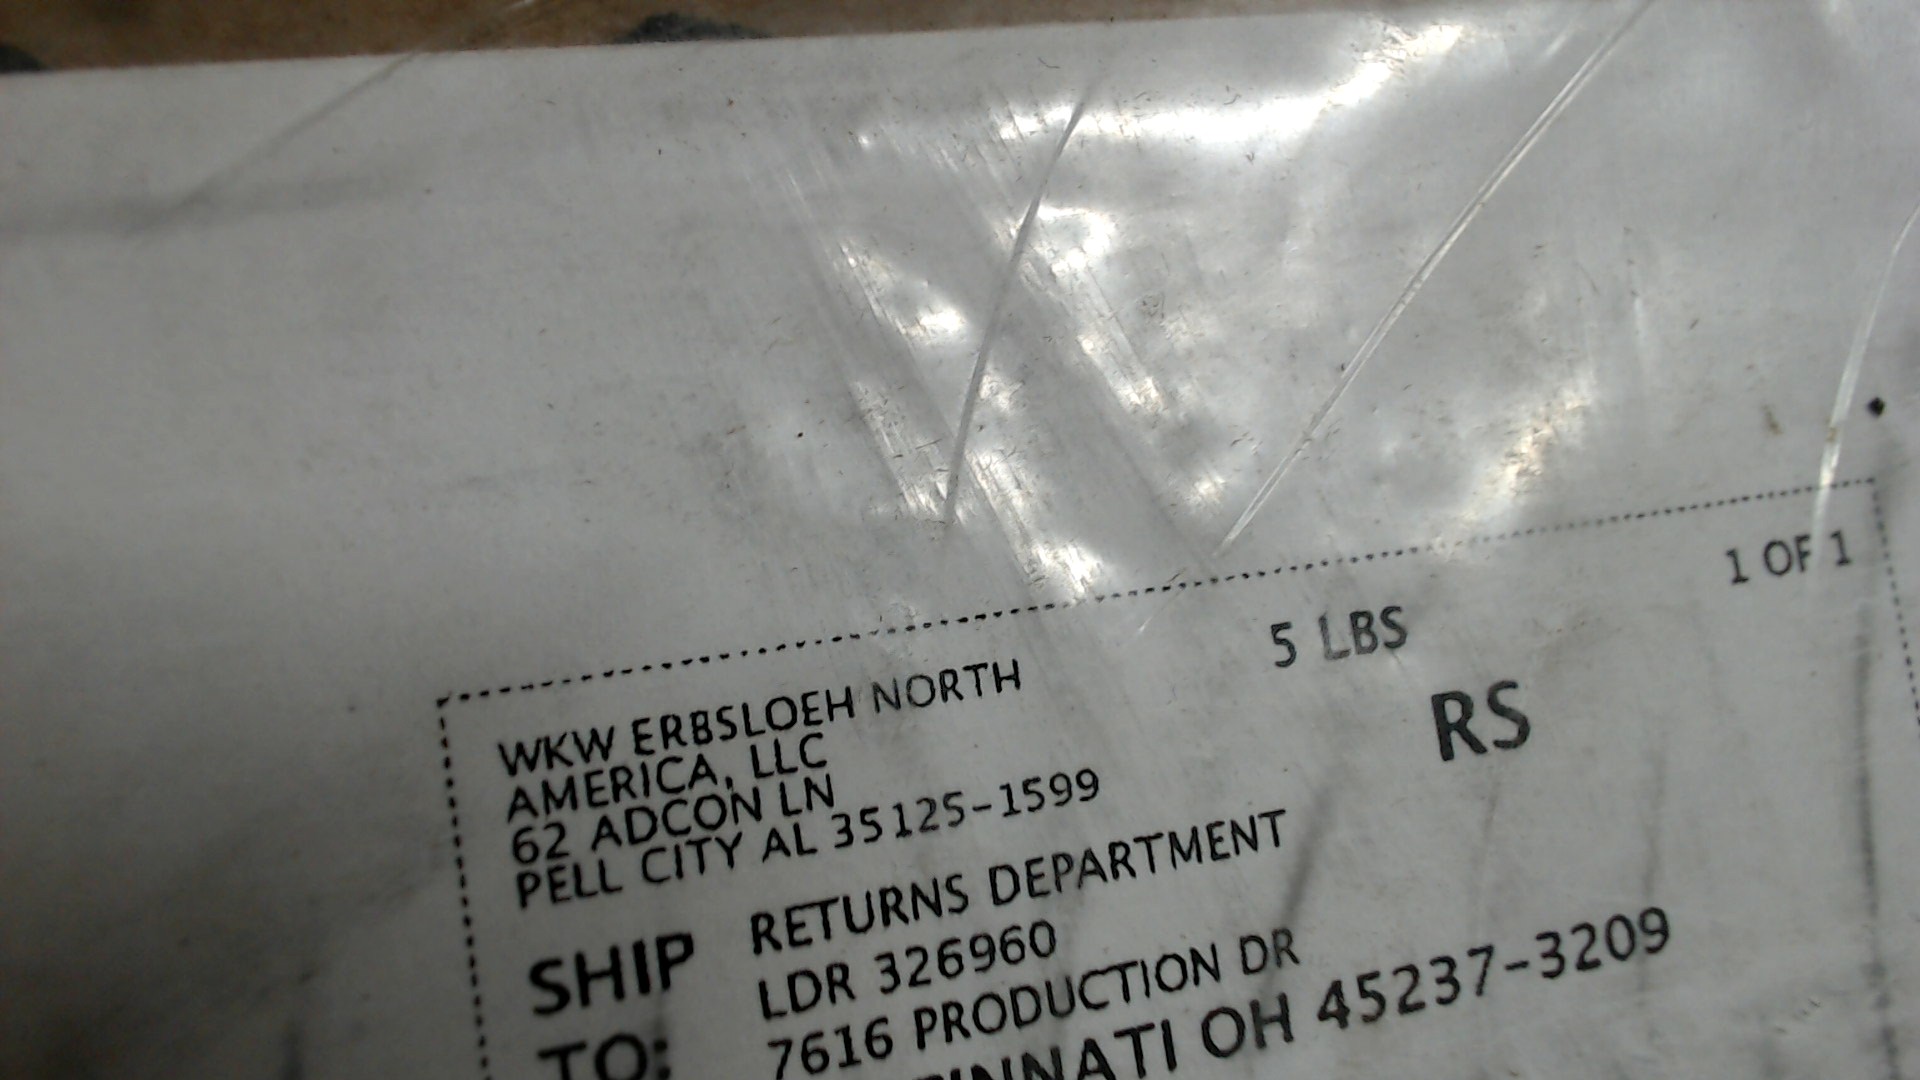 1 OF 1
5 LBS
RS
WKW ERBSLOEH NORTH
AMERICA, LLC
62 ADCON LN
PELL CITY AL 35125-1599
SHIP
TO:
RETURNS DEPARTMENT
LDR 326960
7616 PRODUCTION DR
OH 45237-3209